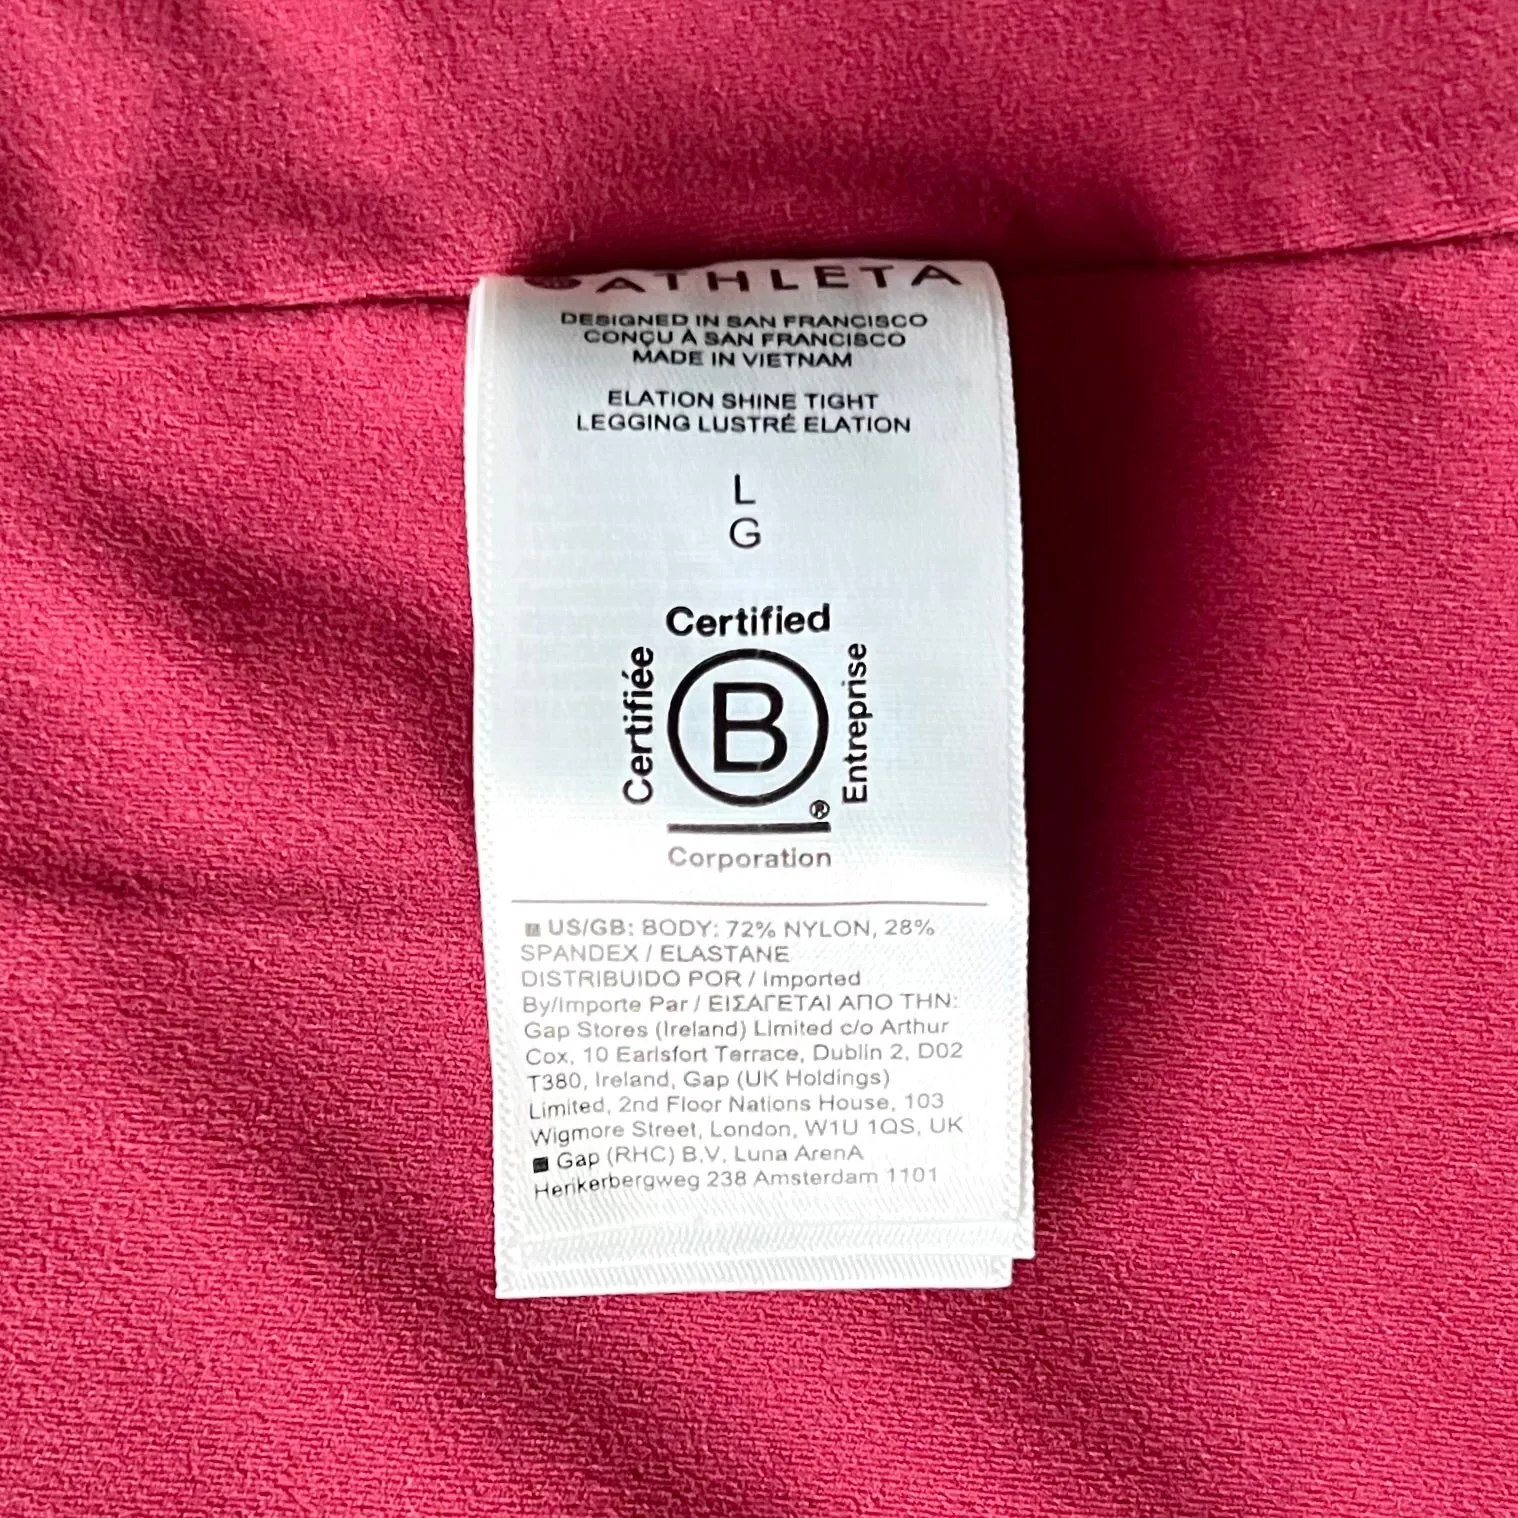 ATHLETA
DESIGNED IN SAN FRANCISCO
CONÇU À SAN FRANCISCO
MADE IN VIETNAM
ELATION SHINE TIGHT
LEGGING LUSTRÉ ELATION
L
G
Certified
Certifiée
B
Entreprise
®
Corporation
US/GB: BODY: 72% NYLON, 28%
SPANDEX / ELASTANE
DISTRIBUIDO POR / Imported
By/Importe Par / ΕΙΣΑΓΕΤΑΙ ΑΠΟ ΤΗΝ:
Gap Stores (Ireland) Limited c/o Arthur
Cox, 10 Earlsfort Terrace, Dublin 2, D02
T380, Ireland, Gap (UK Holdings)
Limited, 2nd Floor Nations House, 103
Wigmore Street, London, W1U 1QS, UK
Gap (RHC) B.V. Luna ArenA
Herikerbergweg 238 Amsterdam 1101